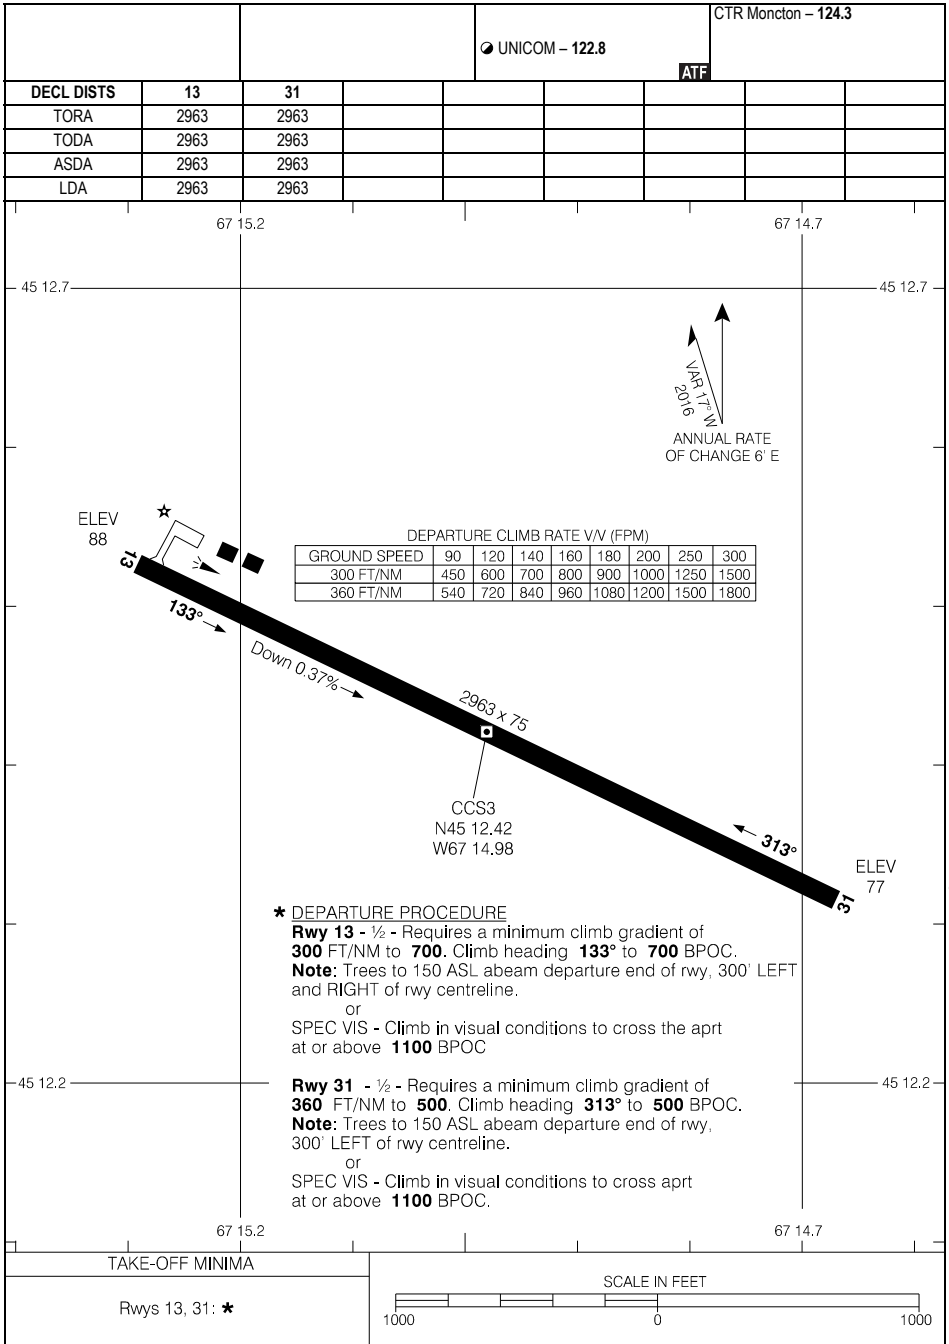 CTR Moncton – 124.3
UNICOM – 122.8
ATF
DECL DISTS 13 31
TORA 2963 2963
TODA 2963 2963
ASDA 2963 2963
LDA 2963 2963
67 15.2 67 14.7
45 12.7 45 12.7
VAR 17° W
2016
ANNUAL RATE
OF CHANGE 6' E
ELEV
88
13
DEPARTURE CLIMB RATE V/V (FPM)
GROUND SPEED 90 120 140 160 180 200 250 300
300 FT/NM 450 600 700 800 900 1000 1250 1500
360 FT/NM 540 720 840 960 1080 1200 1500 1800
133°
Down 0.37%
2963 x 75
CCS3
N45 12.42
W67 14.98
313°
ELEV
77
31
* DEPARTURE PROCEDURE
Rwy 13 - ½ - Requires a minimum climb gradient of
300 FT/NM to 700. Climb heading 133° to 700 BPOC.
Note: Trees to 150 ASL abeam departure end of rwy, 300' LEFT
and RIGHT of rwy centreline.
or
SPEC VIS - Climb in visual conditions to cross the aprt
at or above 1100 BPOC
45 12.2 45 12.2
Rwy 31 - ½ - Requires a minimum climb gradient of
360 FT/NM to 500. Climb heading 313° to 500 BPOC.
Note: Trees to 150 ASL abeam departure end of rwy,
300' LEFT of rwy centreline.
or
SPEC VIS - Climb in visual conditions to cross aprt
at or above 1100 BPOC.
67 15.2 67 14.7
TAKE-OFF MINIMA
Rwys 13, 31: *
SCALE IN FEET
1000 0 1000